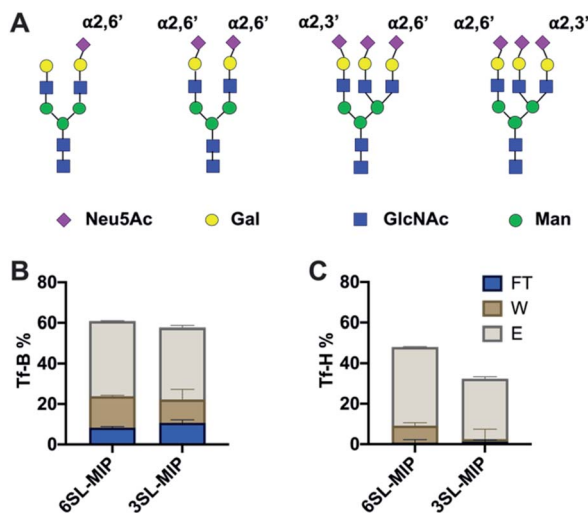 A
α2,6’ α2,6’ α2,6’ α2,3’ α2,6’ α2,6’ α2,3’
Neu5Ac Gal GlcNAc Man
B
80
60
40
20
0
Tf-B %
6SL-MIP
3SL-MIP
C
80
60
40
20
0
Tf-H %
6SL-MIP
3SL-MIP
FT
W
E